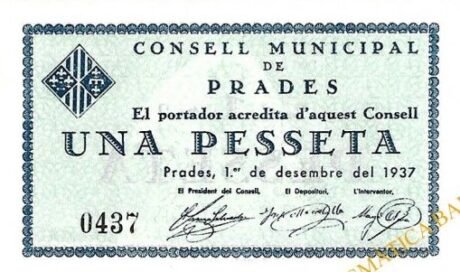 CONSELL MUNICIPAL
DE
PRADES
El portador acredita d'aquest Consell
UNA PESSETA
Prades, 1.er de desembre del 1937
El President del Consell, El Depositari, L'Interventor,
0437